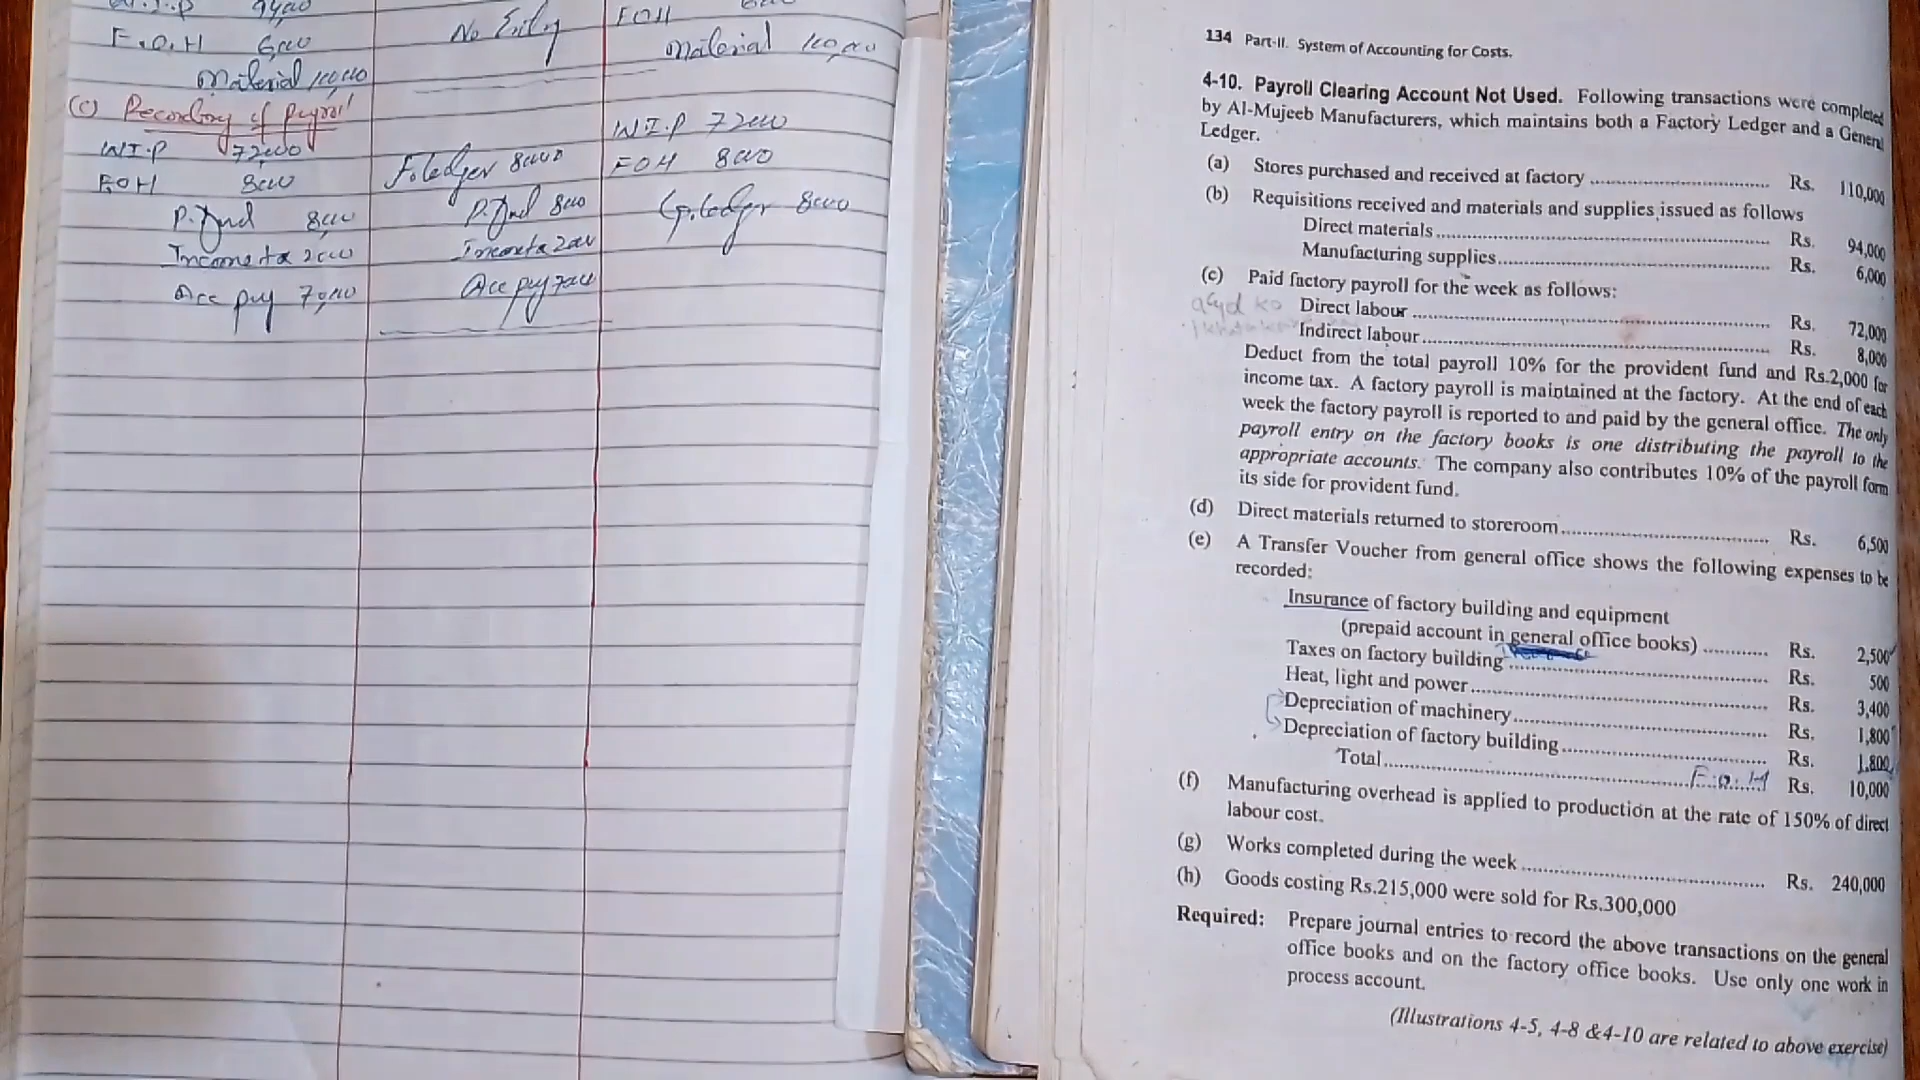 F.O.H 6,000
Material 100,000
No Entry
FOH
Material 100,000
(c) Recording of payroll
W.I.P 72,000
FOH 8000
P. Fund 8,000
Income tax 2000
Acc pay 70,000
F. Ledger 80000
P. Fund 8000
Income ta 2000
Acc pay 7000
W.I.P 72000
FOH 8000
G. Ledger 8000
134 Part-II. System of Accounting for Costs.
4-10. Payroll Clearing Account Not Used. Following transactions were completed
by Al-Mujeeb Manufacturers, which maintains both a Factory Ledger and a General
Ledger.
(a) Stores purchased and received at factory .......... Rs. 110,000
(b) Requisitions received and materials and supplies issued as follows
Direct materials .......... Rs. 94,000
Manufacturing supplies.......... Rs. 6,000
(c) Paid factory payroll for the week as follows:
Direct labour .......... Rs. 72,000
Indirect labour.......... Rs. 8,000
Deduct from the total payroll 10% for the provident fund and Rs.2,000 for
income tax. A factory payroll is maintained at the factory. At the end of each
week the factory payroll is reported to and paid by the general office. The only
payroll entry on the factory books is one distributing the payroll to the
appropriate accounts. The company also contributes 10% of the payroll form
its side for provident fund.
(d) Direct materials returned to storeroom.......... Rs. 6,500
(e) A Transfer Voucher from general office shows the following expenses to be
recorded:
Insurance of factory building and equipment
(prepaid account in general office books) .......... Rs. 2,500
Taxes on factory building .......... Rs. 500
Heat, light and power.......... Rs. 3,400
Depreciation of machinery.......... Rs. 1,800
Depreciation of factory building.......... Rs. 1,800
Total.......... F.O.H Rs. 10,000
(f) Manufacturing overhead is applied to production at the rate of 150% of direct
labour cost.
(g) Works completed during the week .......... Rs. 240,000
(h) Goods costing Rs.215,000 were sold for Rs.300,000
Required: Prepare journal entries to record the above transactions on the general
office books and on the factory office books. Use only one work in
process account.
(Illustrations 4-5, 4-8 & 4-10 are related to above exercise)